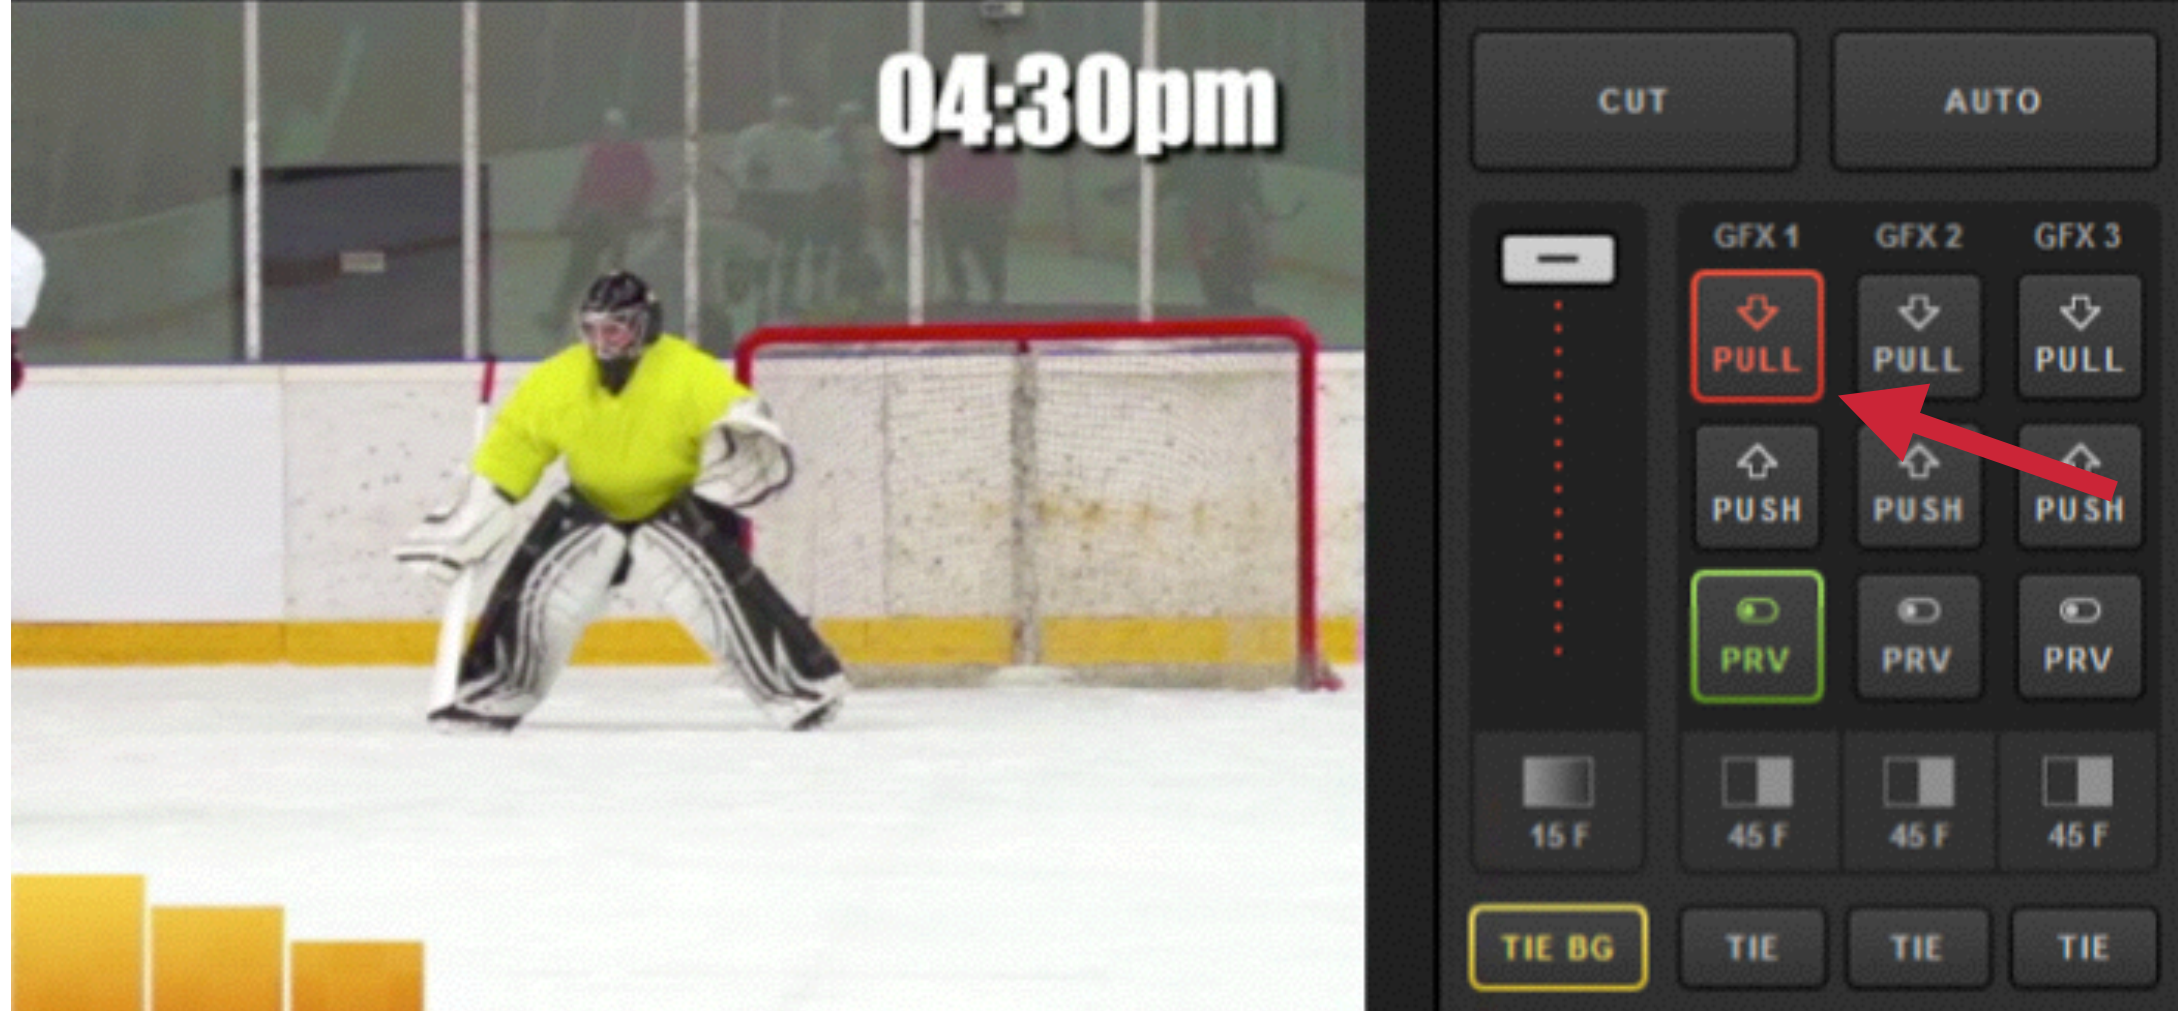 04:30pm
CUT AUTO
GFX 1 GFX 2 GFX 3
PULL PULL PULL
PUSH PUSH PUSH
PRV PRV PRV
15 F 45 F 45 F 45 F
TIE BG TIE TIE TIE